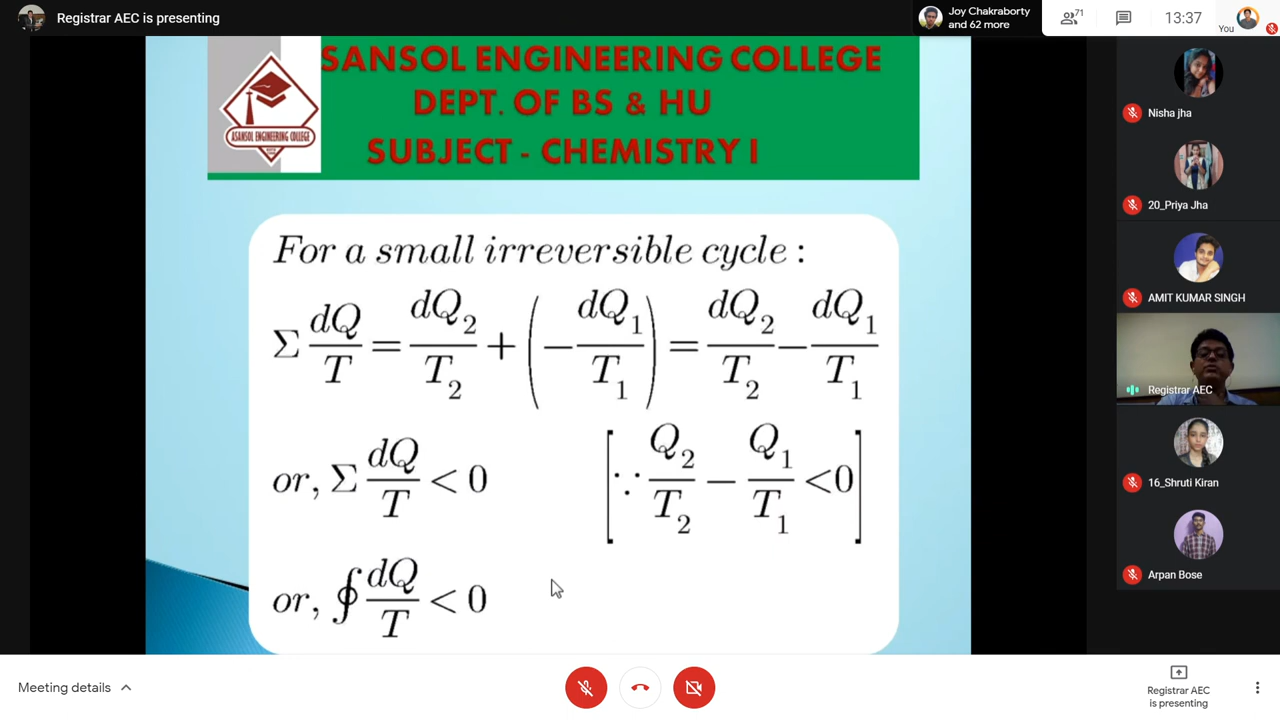 Registrar AEC is presenting
Joy Chakraborty
and 62 more
71
13:37
You
SANSOL ENGINEERING COLLEGE
DEPT. OF BS & HU
SUBJECT - CHEMISTRY I
ASANSOL ENGINEERING COLLEGE
For a small irreversible cycle :
Σ dQ/T = dQ₂/T₂ + (− dQ₁/T₁) = dQ₂/T₂ − dQ₁/T₁
or, Σ dQ/T < 0 [∵ Q₂/T₂ − Q₁/T₁ <0]
or, ∮ dQ/T < 0
Nisha jha
20_Priya Jha
AMIT KUMAR SINGH
Registrar AEC
16_Shruti Kiran
Arpan Bose
Meeting details
Registrar AEC
is presenting